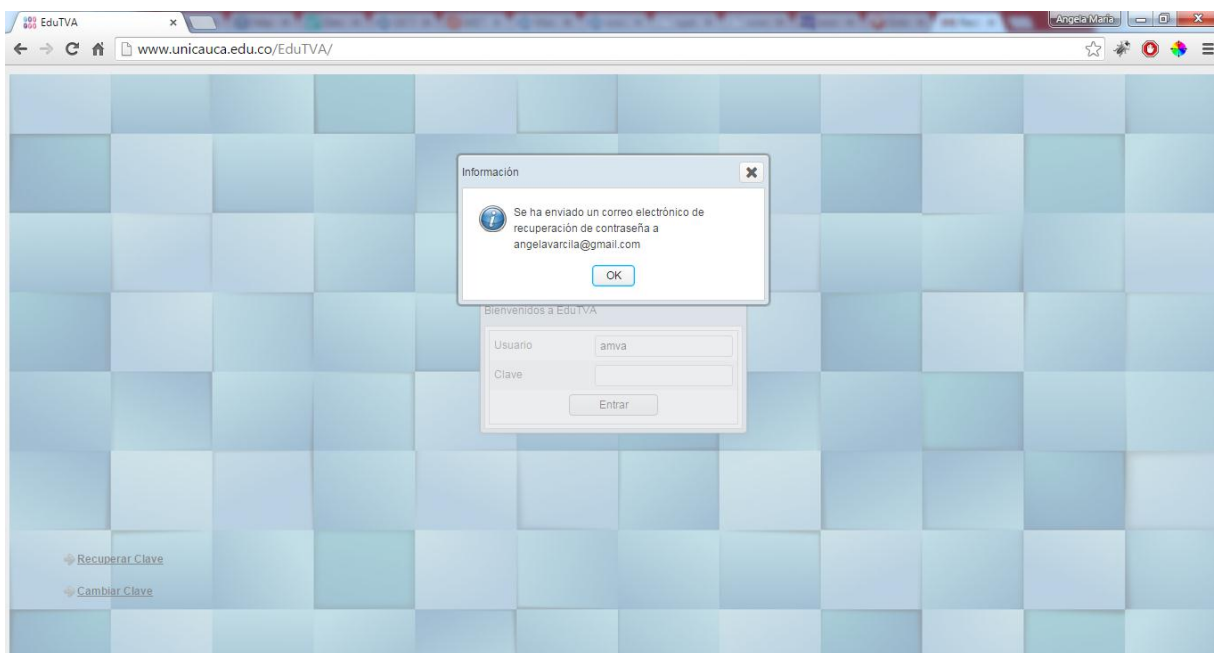 EduTVA
Angela María
www.unicauca.edu.co/EduTVA/
Información
Se ha enviado un correo electrónico de
recuperación de contraseña a
angelavarcila@gmail.com
OK
Bienvenidos a EduTVA
Usuario amva
Clave
Entrar
Recuperar Clave
Cambiar Clave